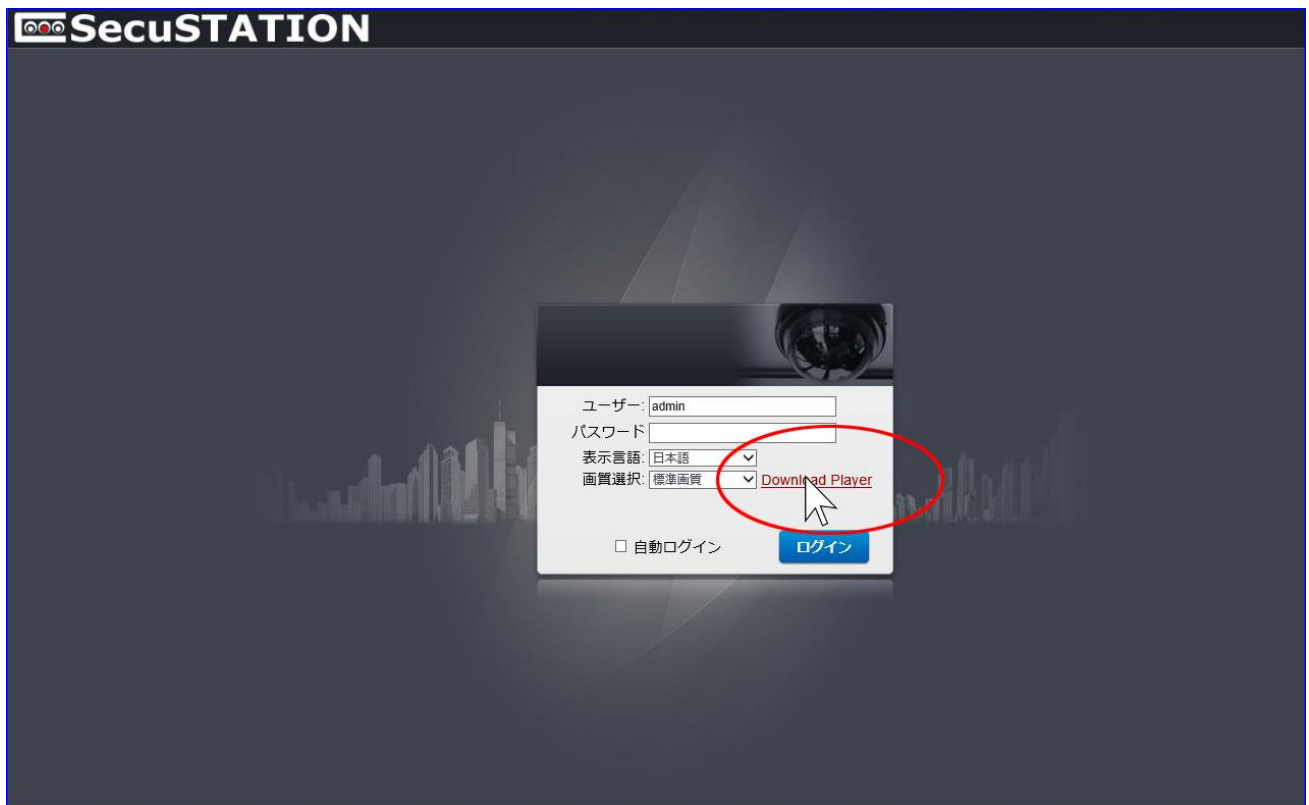 SecuSTATION
ユーザー: admin
パスワード
表示言語: 日本語
画質選択: 標準画質 Download Player
自動ログイン ログイン